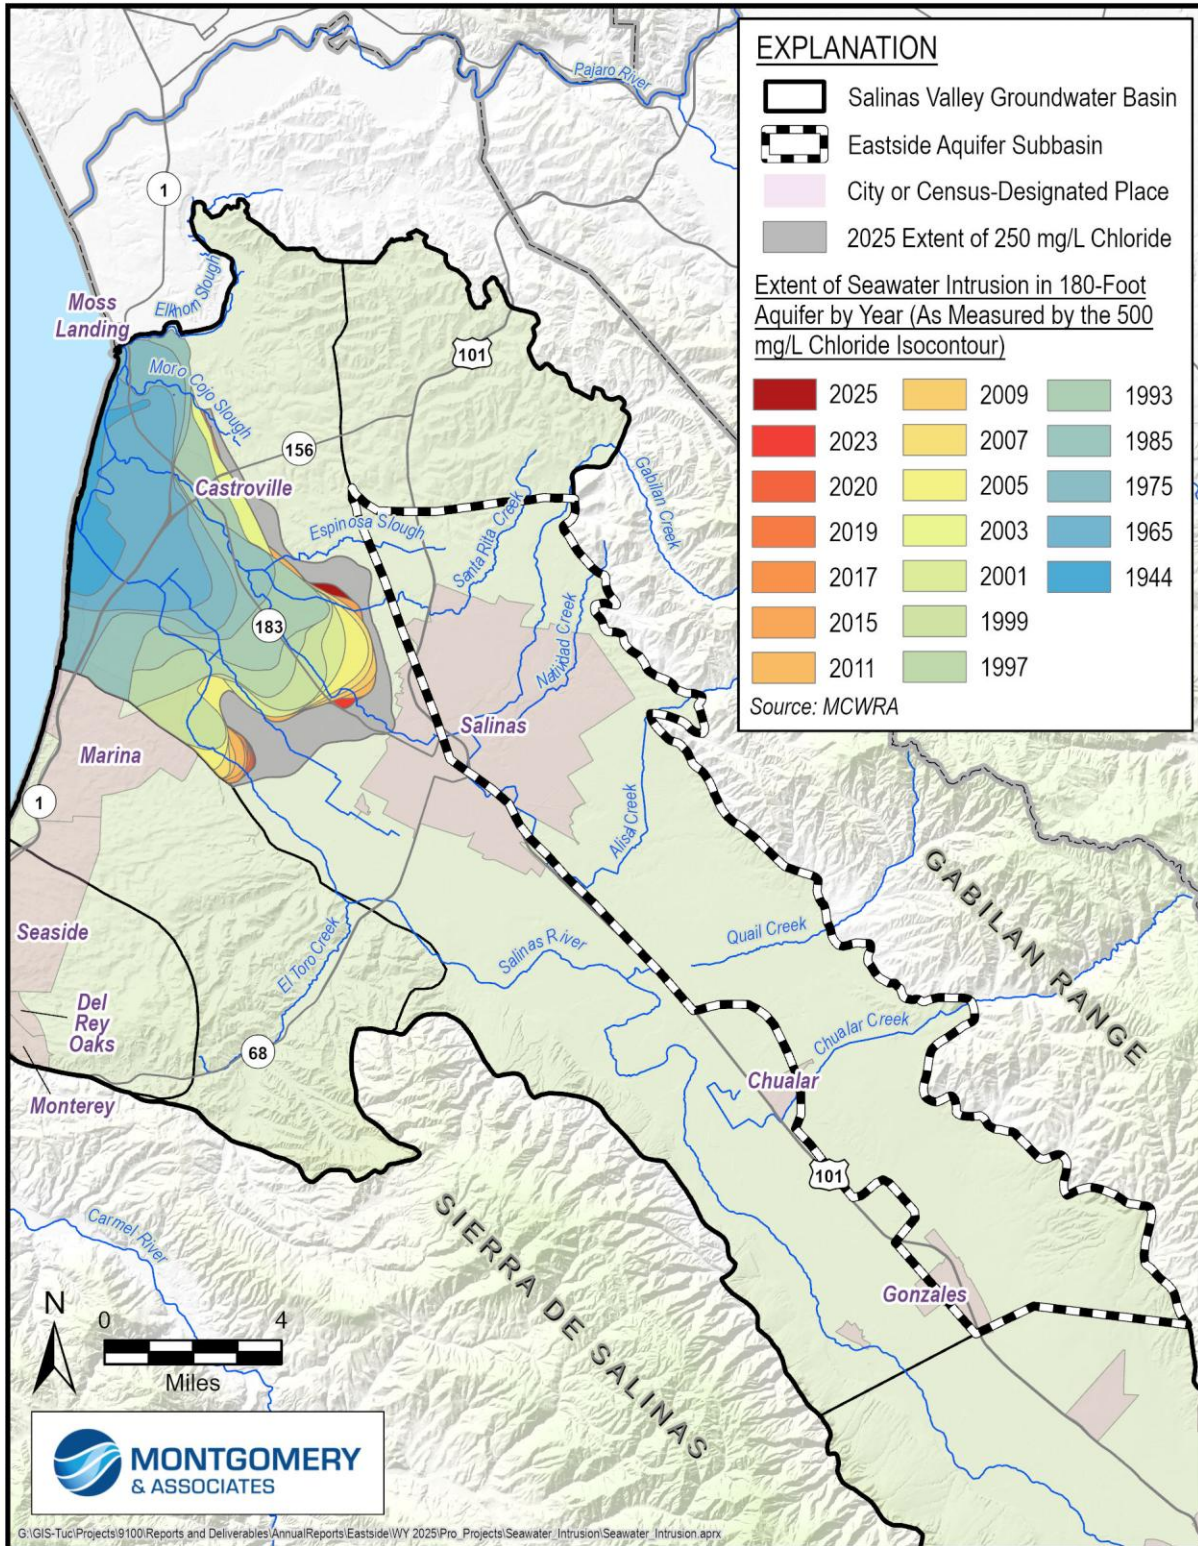 EXPLANATION
Salinas Valley Groundwater Basin
Eastside Aquifer Subbasin
City or Census-Designated Place
2025 Extent of 250 mg/L Chloride
Extent of Seawater Intrusion in 180-Foot
Aquifer by Year (As Measured by the 500
mg/L Chloride Isocontour)
2025
2009
1993
2023
2007
1985
2020
2005
1975
2019
2003
1965
2017
2001
1944
2015
1999
2011
1997
Source: MCWRA
Pajaro River
1
Elkhorn Slough
Moss
Landing
101
Moro Cojo Slough
156
Castroville
Gabilan Creek
Espinosa Slough
Santa Rita Creek
183
Natividad Creek
Salinas
Marina
1
Alisal Creek
GABILAN RANGE
Seaside
El Toro Creek
Salinas River
Quail Creek
Del
Rey
Oaks
68
Chualar Creek
Chualar
Monterey
101
Carmel River
SIERRA DE SALINAS
Gonzales
N
0 4
Miles
MONTGOMERY
& ASSOCIATES
G:\GIS-Tuc\Projects\9100\Reports and Deliverables\AnnualReports\Eastside\WY 2025\Pro_Projects\Seawater_Intrusion\Seawater_Intrusion.aprx